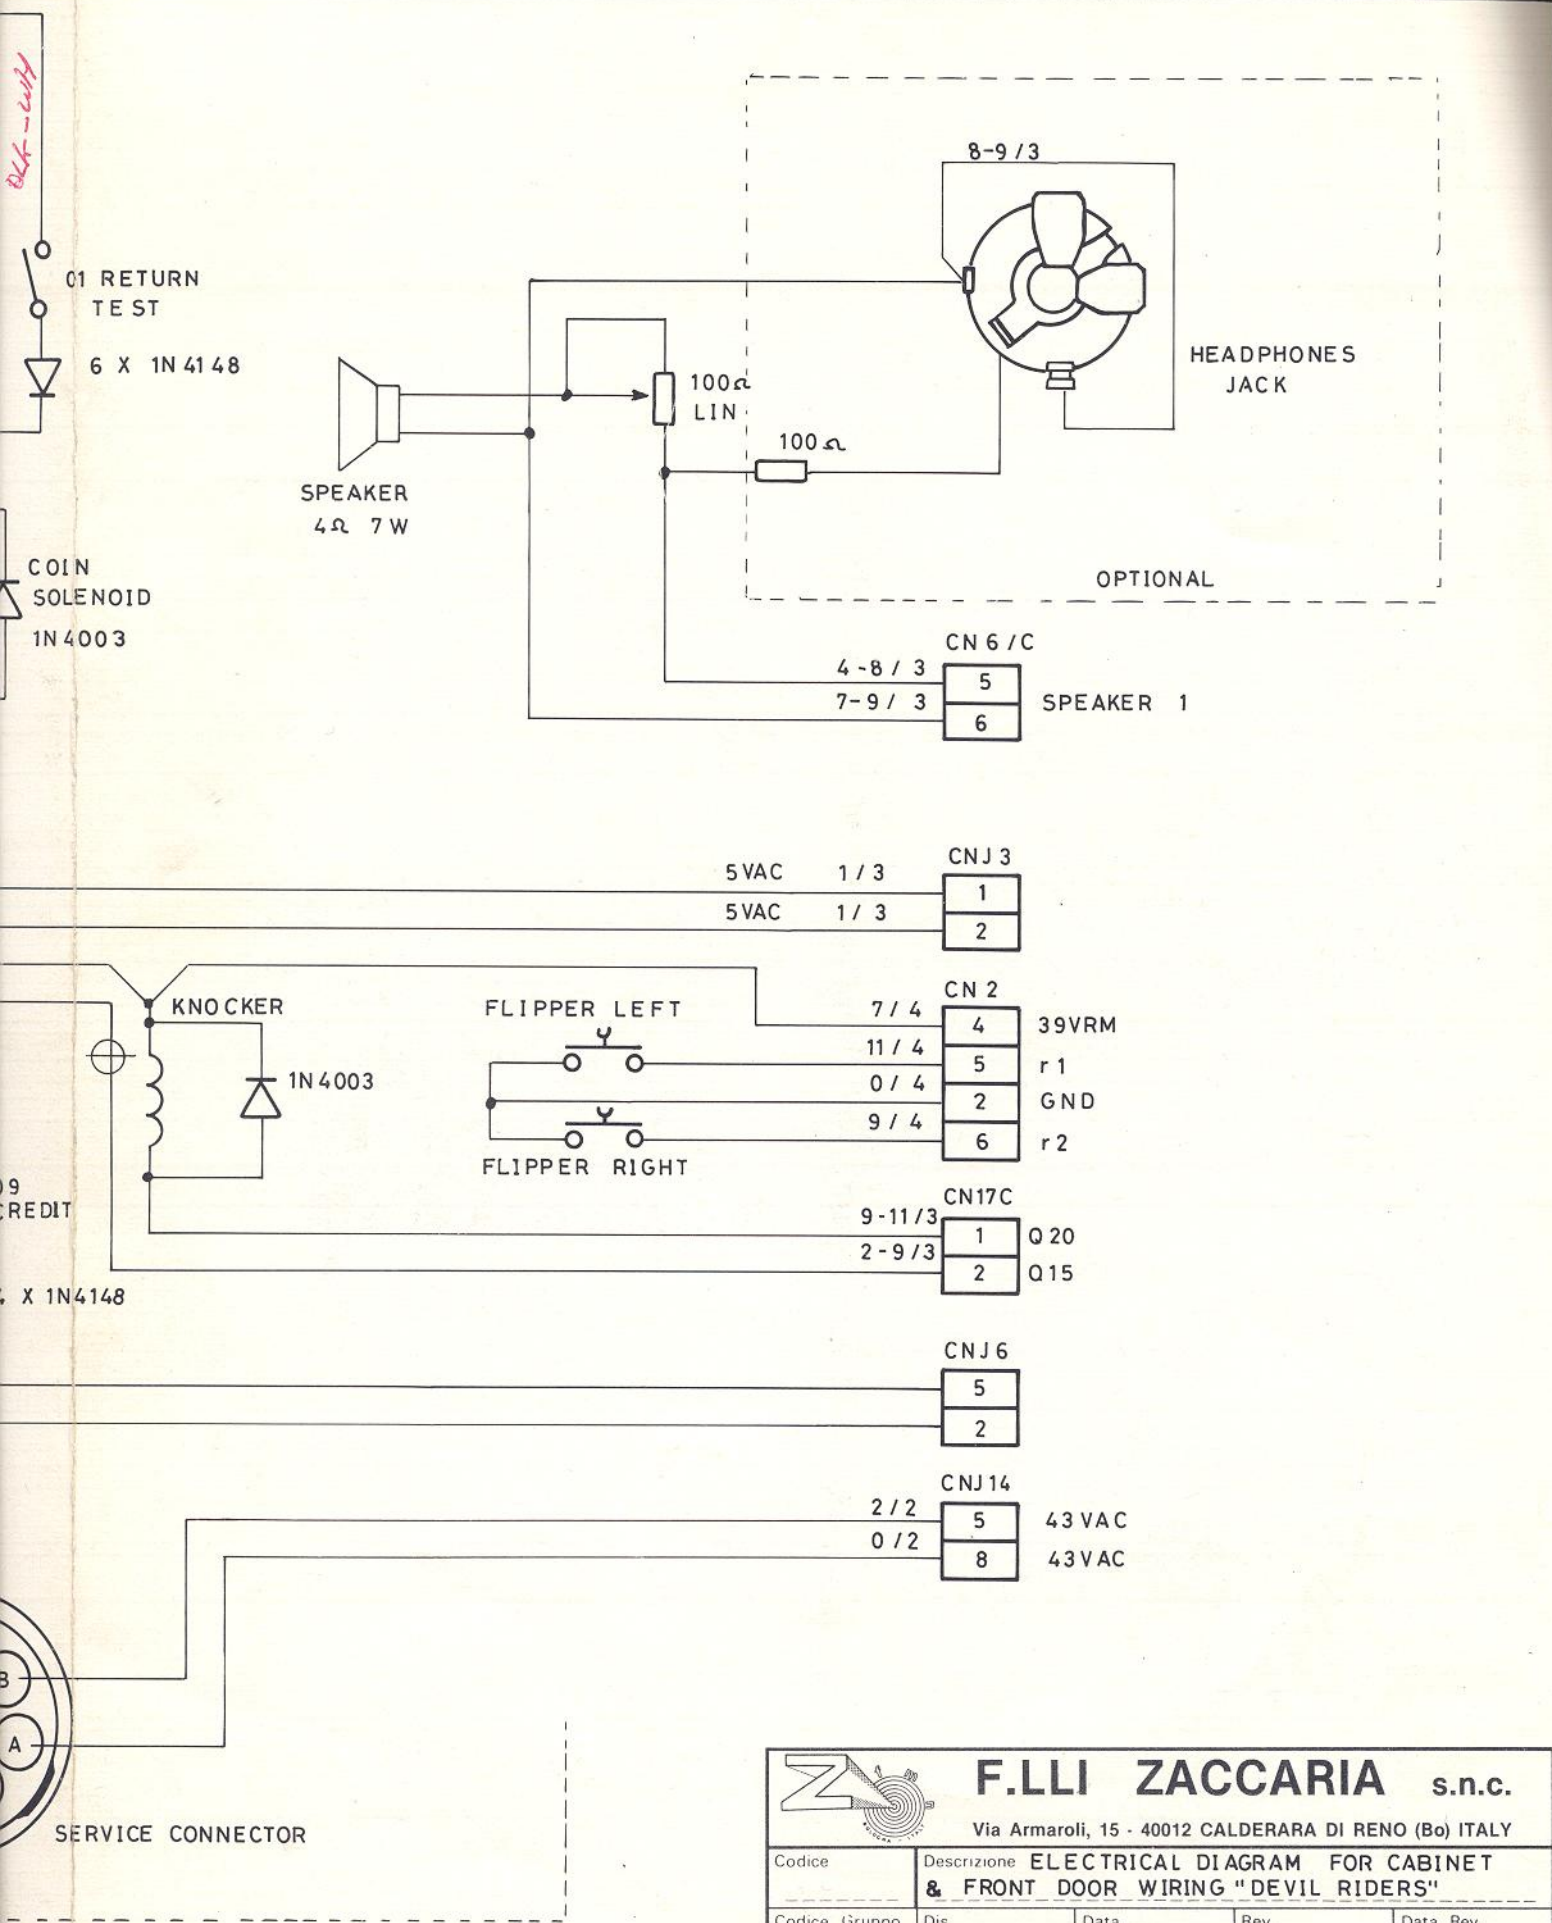 8-9/3
01 RETURN
TEST
6 X 1N4148
HEADPHONES
JACK
100Ω
LIN
100Ω
SPEAKER
4Ω 7W
COIN
SOLENOID
1N4003
OPTIONAL
CN6/C
4-8/3
5
7-9/3
SPEAKER 1
6
CNJ3
5VAC 1/3
1
5VAC 1/3
2
CN2
KNOCKER
FLIPPER LEFT
7/4
4
39VRM
11/4
5
r1
1N4003
0/4
2
GND
9/4
6
r2
FLIPPER RIGHT
CN17C
CREDIT
9-11/3
1
Q20
2-9/3
2
Q15
X 1N4148
CNJ6
5
2
CNJ14
2/2
5
43VAC
0/2
8
43VAC
B
A
SERVICE CONNECTOR
F.LLI ZACCARIA s.n.c.
Via Armaroli, 15 - 40012 CALDERARA DI RENO (Bo) ITALY
Codice
Descrizione ELECTRICAL DIAGRAM FOR CABINET
& FRONT DOOR WIRING "DEVIL RIDERS"
Codice Gruppo
Dis.
Data
Rev.
Data Rev.